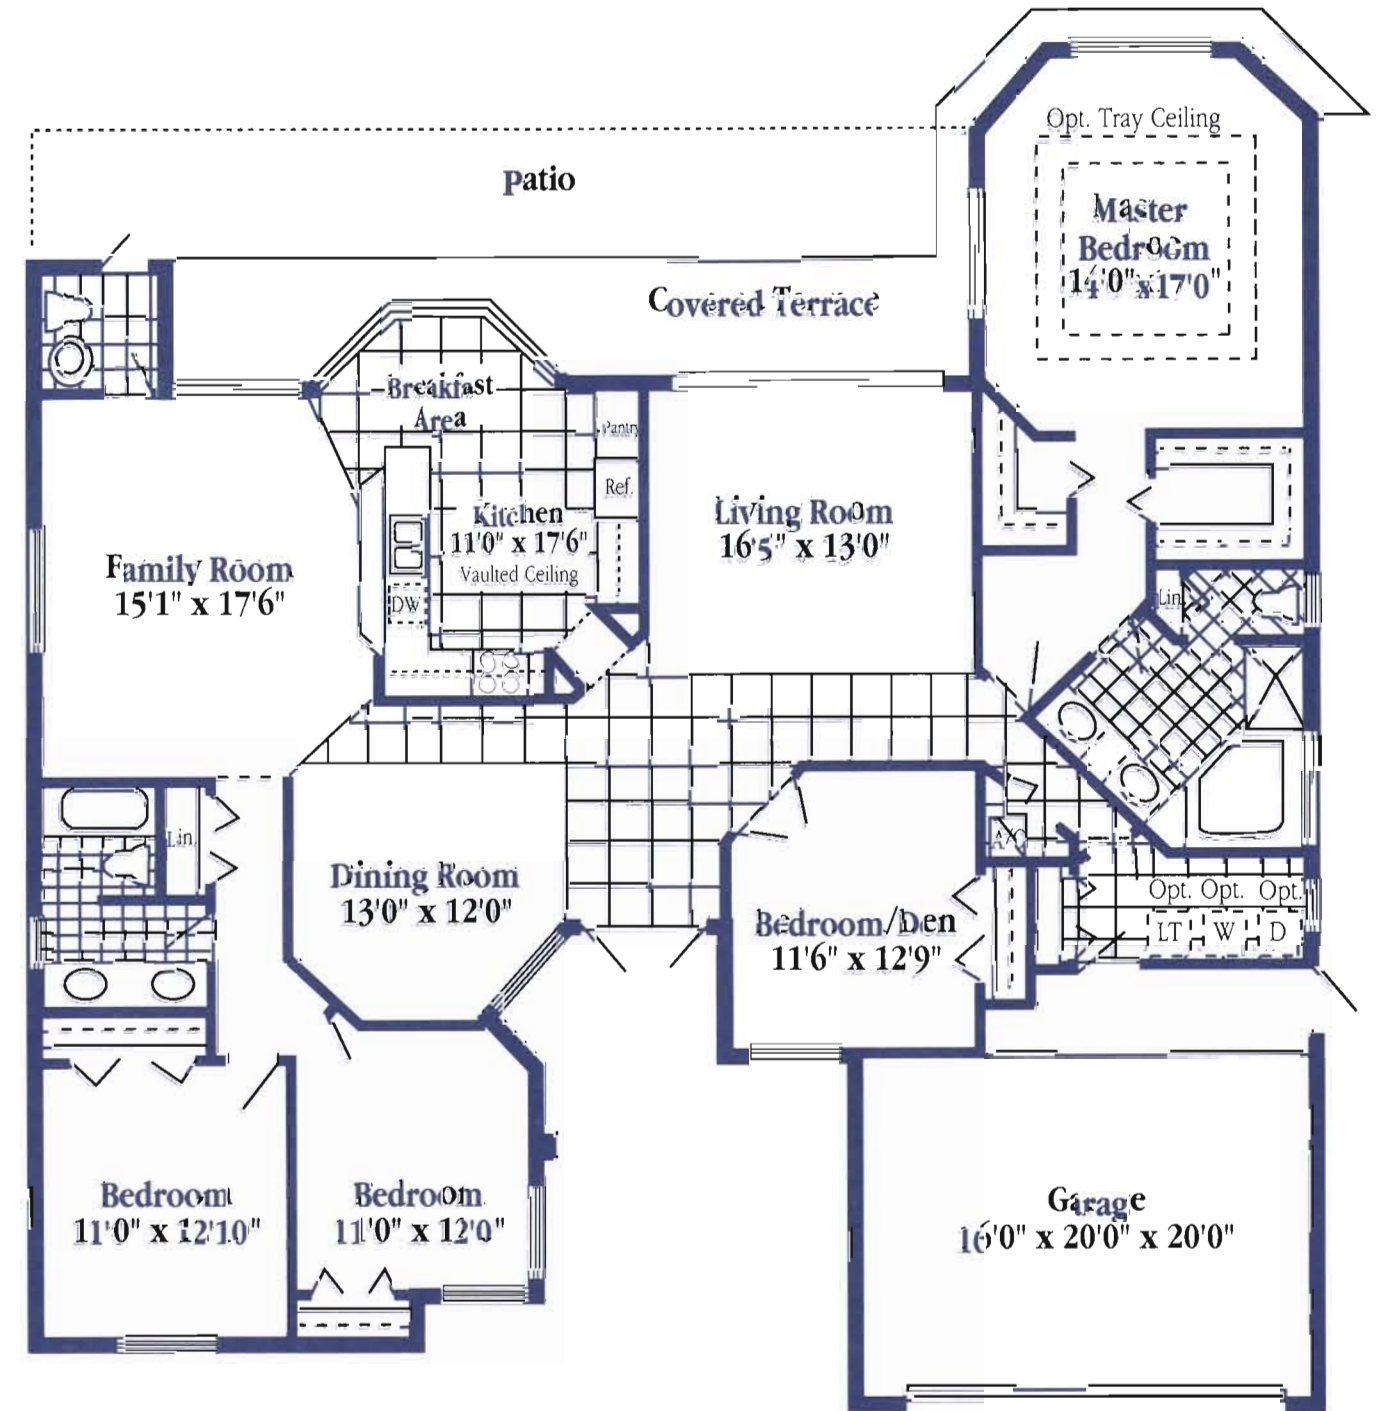 Opt. Tray Ceiling
Patio
Master
Bedroom
14'0" x 17'0"
Covered Terrace
Breakfast
Area
Pantry
Ref.
Kitchen
11'0" x 17'6"
Vaulted Ceiling
DW
Living Room
16'5" x 13'0"
Family Room
15'1" x 17'6"
Lin.
Lin.
Dining Room
13'0" x 12'0"
A/C
Bedroom/Den
11'6" x 12'9"
Opt. Opt. Opt.
LT W D
Bedroom
11'0" x 12'10"
Bedroom
11'0" x 12'0"
Garage
20'0" x 20'0"